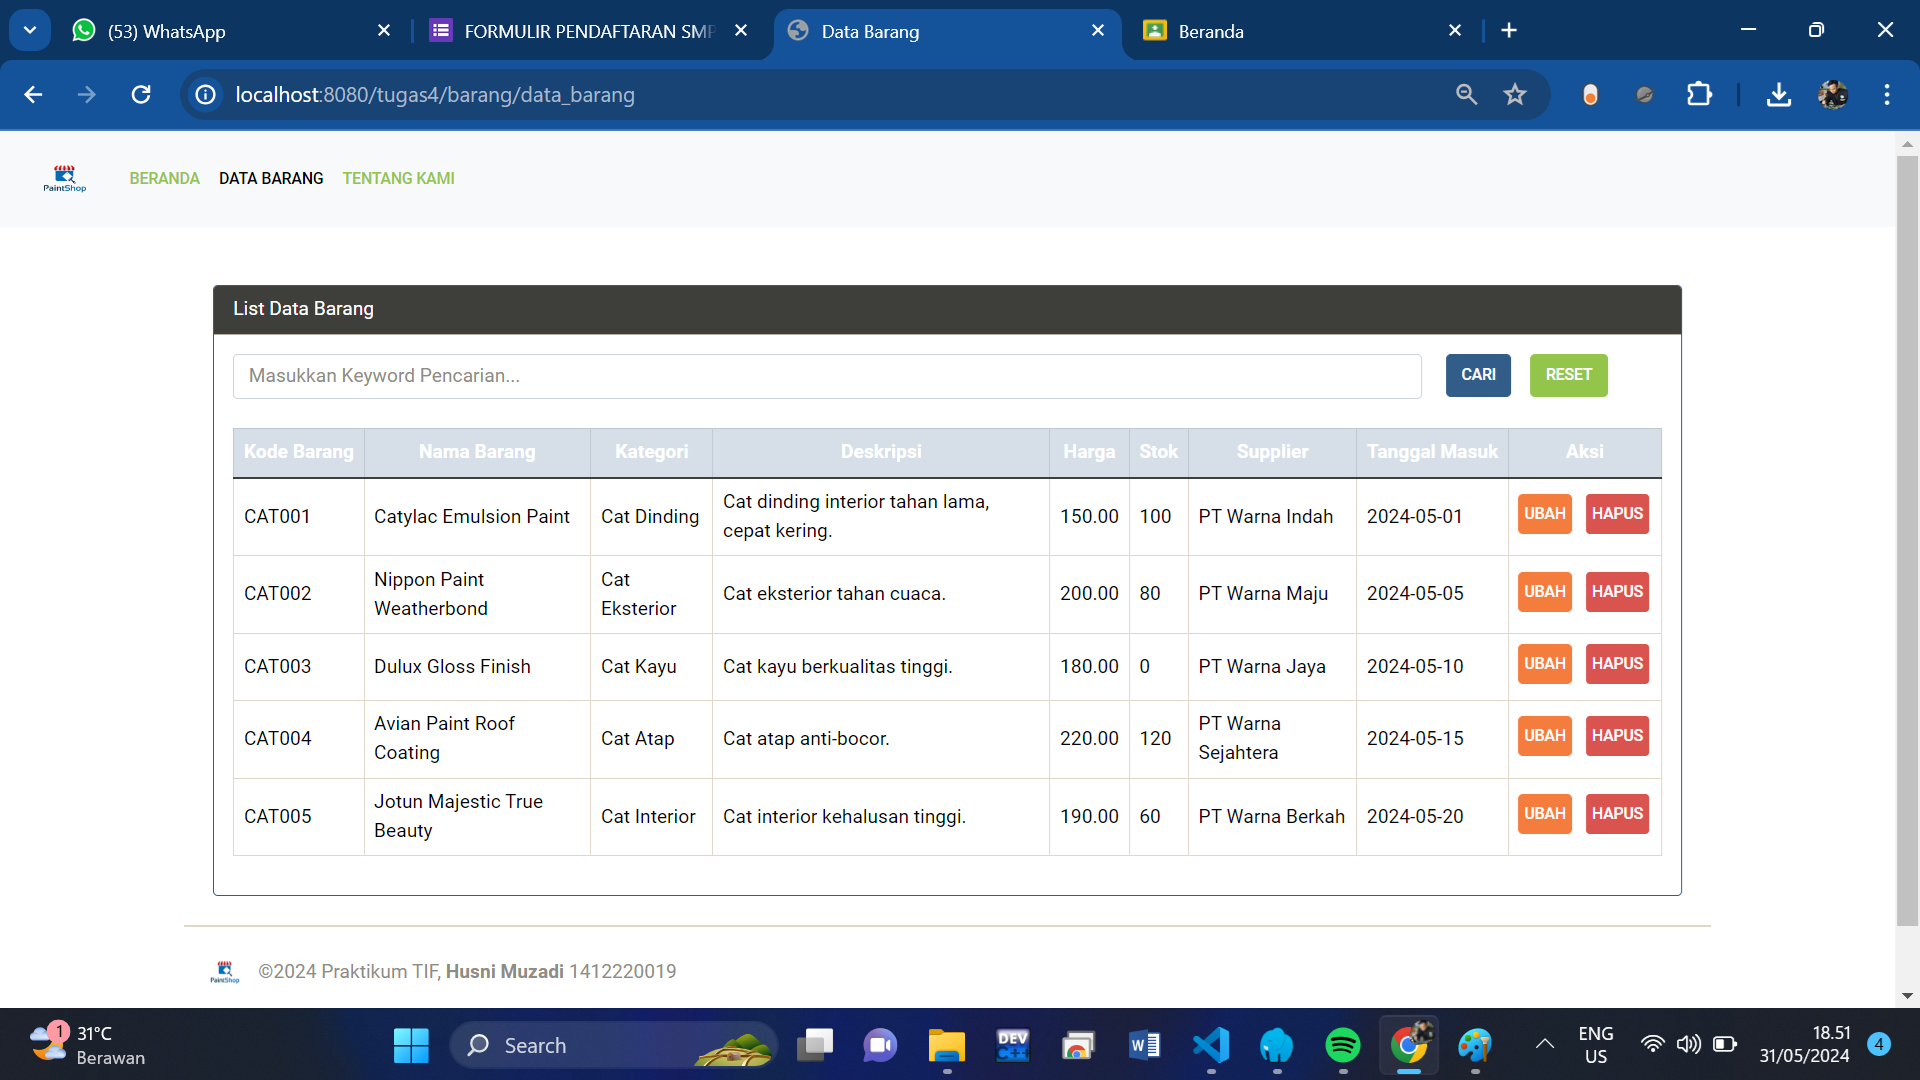 (53) WhatsApp
FORMULIR PENDAFTARAN SMP
Data Barang
Beranda
localhost:8080/tugas4/barang/data_barang
PaintShop
BERANDA DATA BARANG TENTANG KAMI
List Data Barang
Masukkan Keyword Pencarian...
CARI RESET
Kode Barang Nama Barang Kategori Deskripsi Harga Stok Supplier Tanggal Masuk Aksi
CAT001 Catylac Emulsion Paint Cat Dinding Cat dinding interior tahan lama, cepat kering. 150.00 100 PT Warna Indah 2024-05-01 UBAH HAPUS
CAT002 Nippon Paint Weatherbond Cat Eksterior Cat eksterior tahan cuaca. 200.00 80 PT Warna Maju 2024-05-05 UBAH HAPUS
CAT003 Dulux Gloss Finish Cat Kayu Cat kayu berkualitas tinggi. 180.00 0 PT Warna Jaya 2024-05-10 UBAH HAPUS
CAT004 Avian Paint Roof Coating Cat Atap Cat atap anti-bocor. 220.00 120 PT Warna Sejahtera 2024-05-15 UBAH HAPUS
CAT005 Jotun Majestic True Beauty Cat Interior Cat interior kehalusan tinggi. 190.00 60 PT Warna Berkah 2024-05-20 UBAH HAPUS
PaintShop
©2024 Praktikum TIF, Husni Muzadi 1412220019
1
31°C
Berawan
Search
DEV
C++
W
ENG
US
18.51
31/05/2024
4